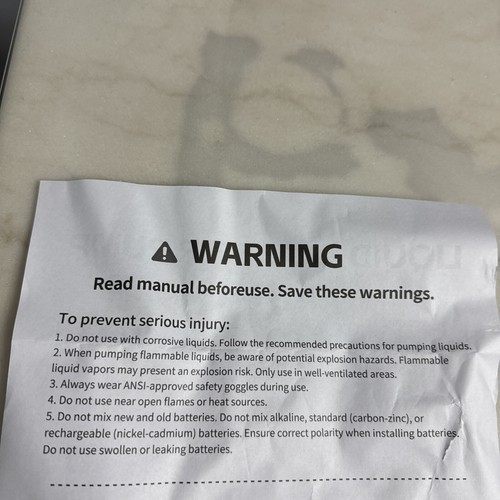 WARNING
Read manual beforeuse. Save these warnings.
To prevent serious injury:
1. Do not use with corrosive liquids. Follow the recommended precautions for pumping liquids.
2. When pumping flammable liquids, be aware of potential explosion hazards. Flammable
liquid vapors may present an explosion risk. Only use in well-ventilated areas.
3. Always wear ANSI-approved safety goggles during use.
4. Do not use near open flames or heat sources.
5. Do not mix new and old batteries. Do not mix alkaline, standard (carbon-zinc), or
rechargeable (nickel-cadmium) batteries. Ensure correct polarity when installing batteries.
Do not use swollen or leaking batteries.